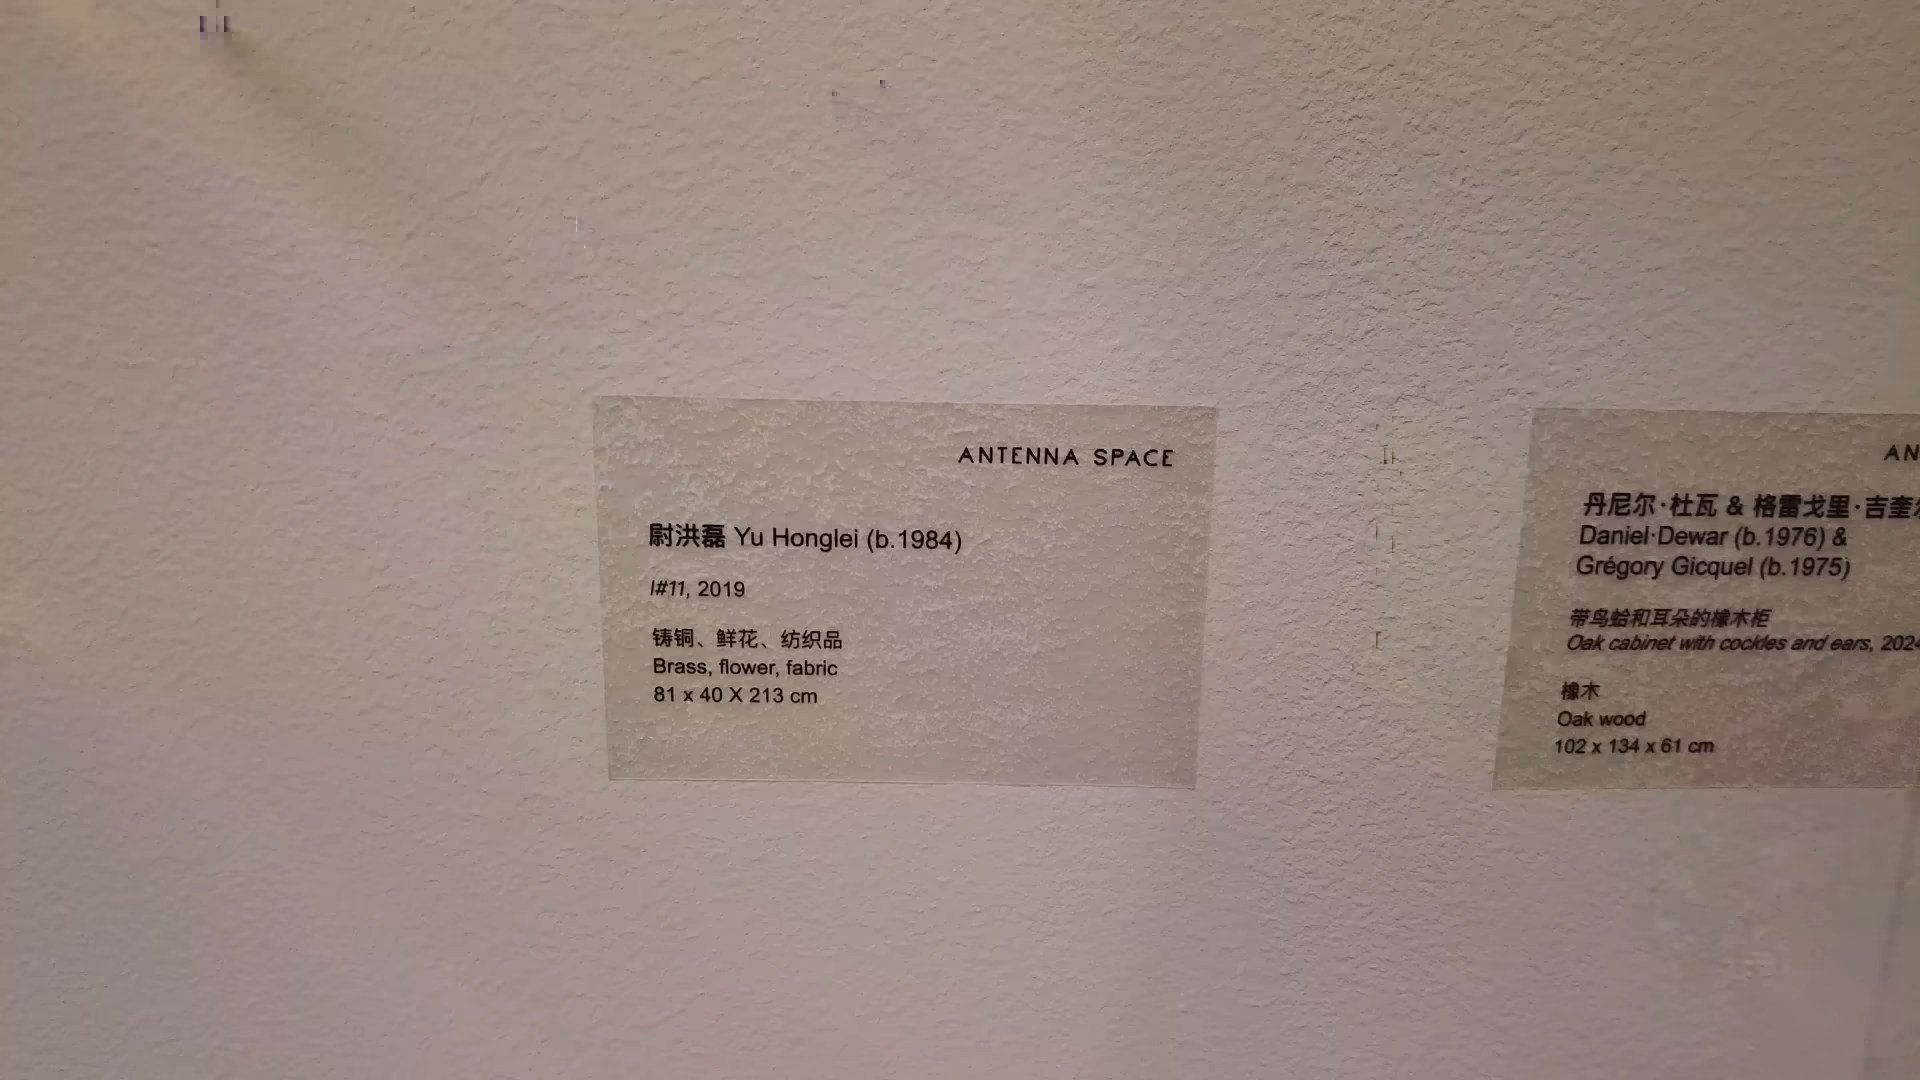 ANTENNA SPACE
尉洪磊 Yu Honglei (b.1984)
I#11, 2019
铸铜、鲜花、纺织品
Brass, flower, fabric
81 x 40 X 213 cm
AN
丹尼尔·杜瓦 & 格雷戈里·吉奎
Daniel·Dewar (b.1976) &
Grégory Gicquel (b.1975)
带鸟蛤和耳朵的橡木柜
Oak cabinet with cockles and ears, 2024
橡木
Oak wood
102 x 134 x 61 cm